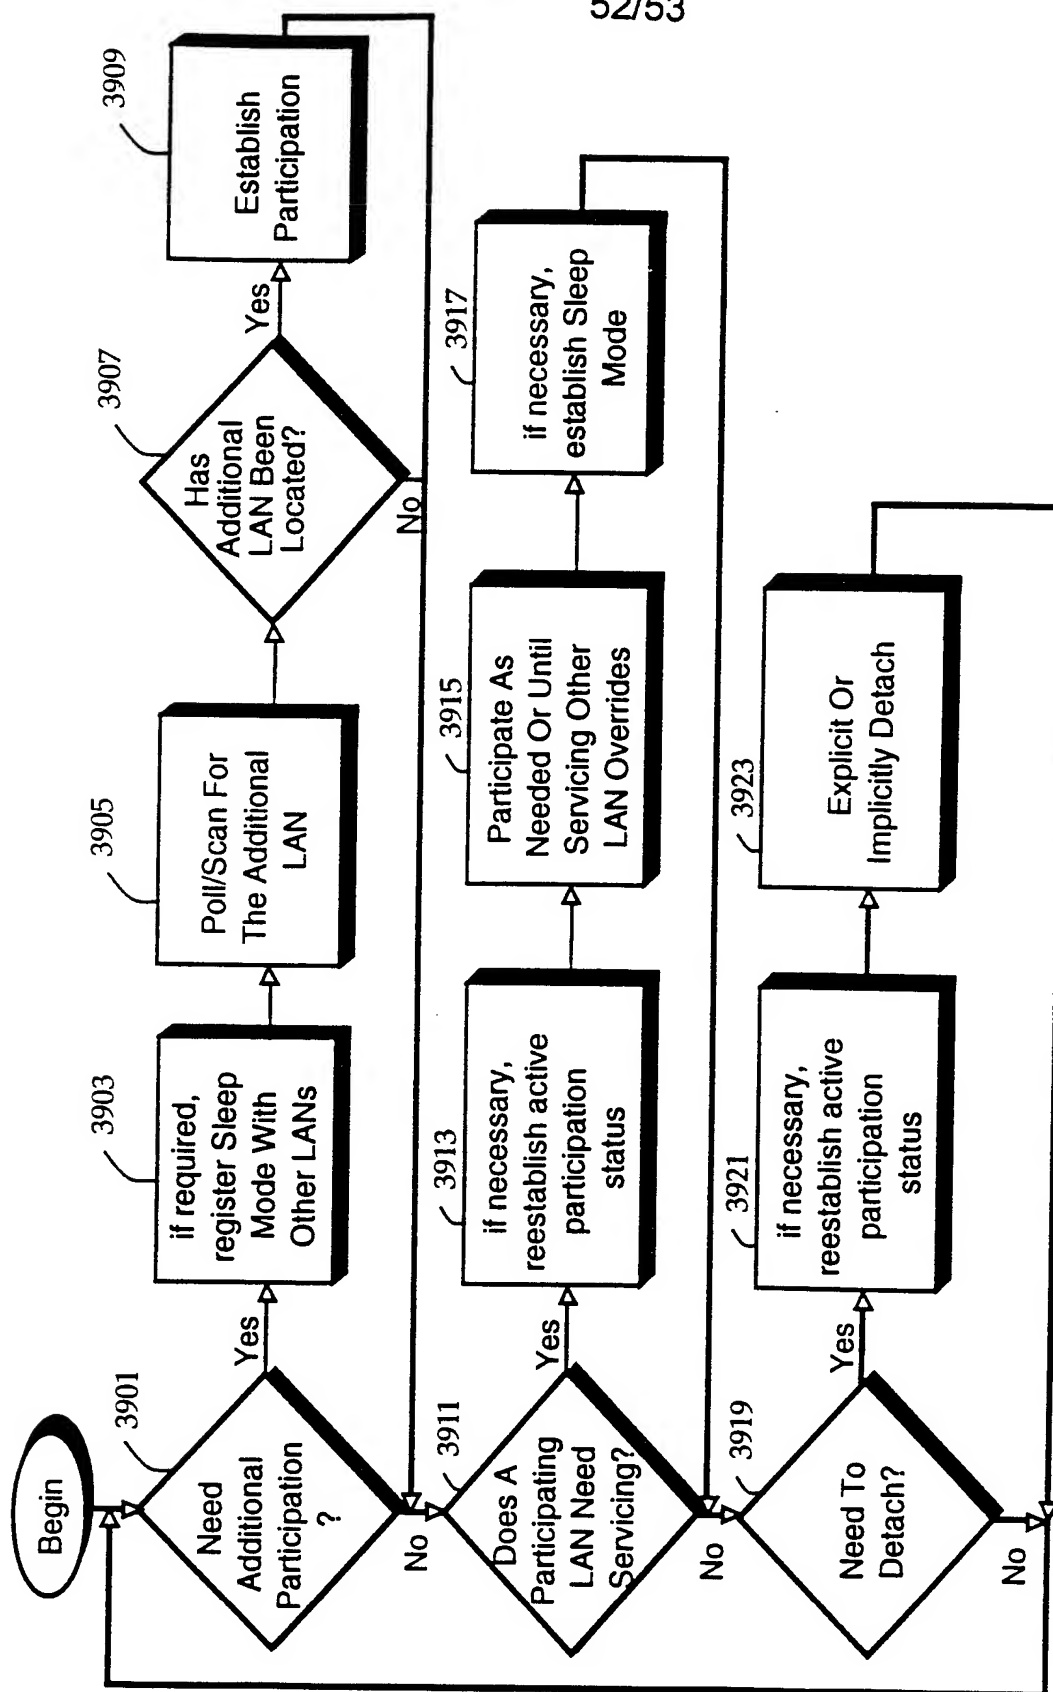 52/53
Begin
3901
Need
Additional
Participation
?
Yes
No
3903
if required,
register Sleep
Mode With
Other LANs
3905
Poll/Scan For
The Additional
LAN
3907
Has
Additional
LAN Been
Located?
Yes
No
3909
Establish
Participation
3911
Does A
Participating
LAN Need
Servicing?
Yes
No
3913
if necessary,
reestablish active
participation
status
3915
Participate As
Needed Or Until
Servicing Other
LAN Overrides
3917
if necessary,
establish Sleep
Mode
3919
Need To
Detach?
Yes
No
3921
if necessary,
reestablish active
participation
status
3923
Explicit Or
Implicitly Detach